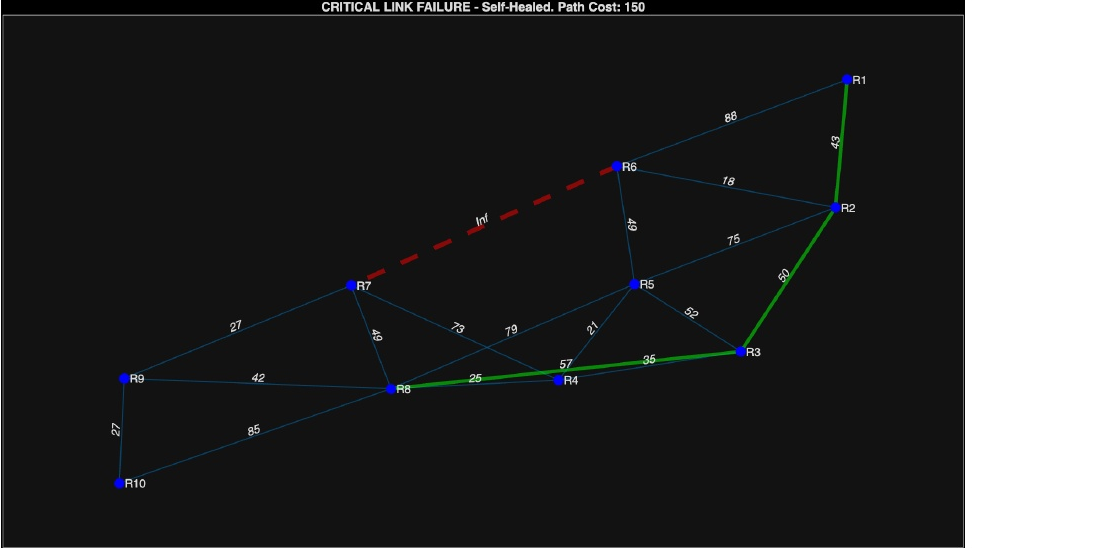 CRITICAL LINK FAILURE - Self-Healed. Path Cost: 150
R1
88
43
R6
18
R2
Inf
49
75
50
R7
R5
27
49
73
79
21
52
57
35
R3
R9
42
R8
25
R4
27
85
R10